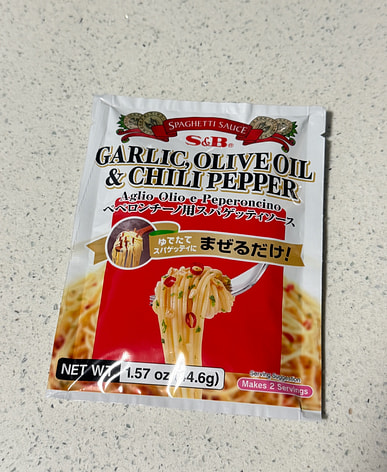 SPAGHETTI SAUCE
S&B®
GARLIC, OLIVE OIL
& CHILI PEPPER
Aglio Olio e Peperoncino
ペペロンチーノ用スパゲッティソース
ゆでたて
スパゲッティに
まぜるだけ!
Serving Suggestion
NET WT. 1.57 oz (44.6g)
Makes 2 Servings